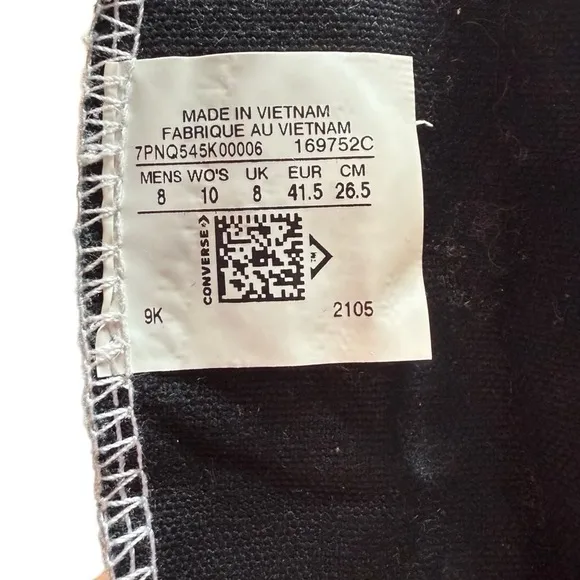 MADE IN VIETNAM
FABRIQUE AU VIETNAM
7PNQ545K00006 169752C
MENS WO'S UK EUR CM
8 10 8 41.5 26.5
CONVERSE
TM
9K 2105